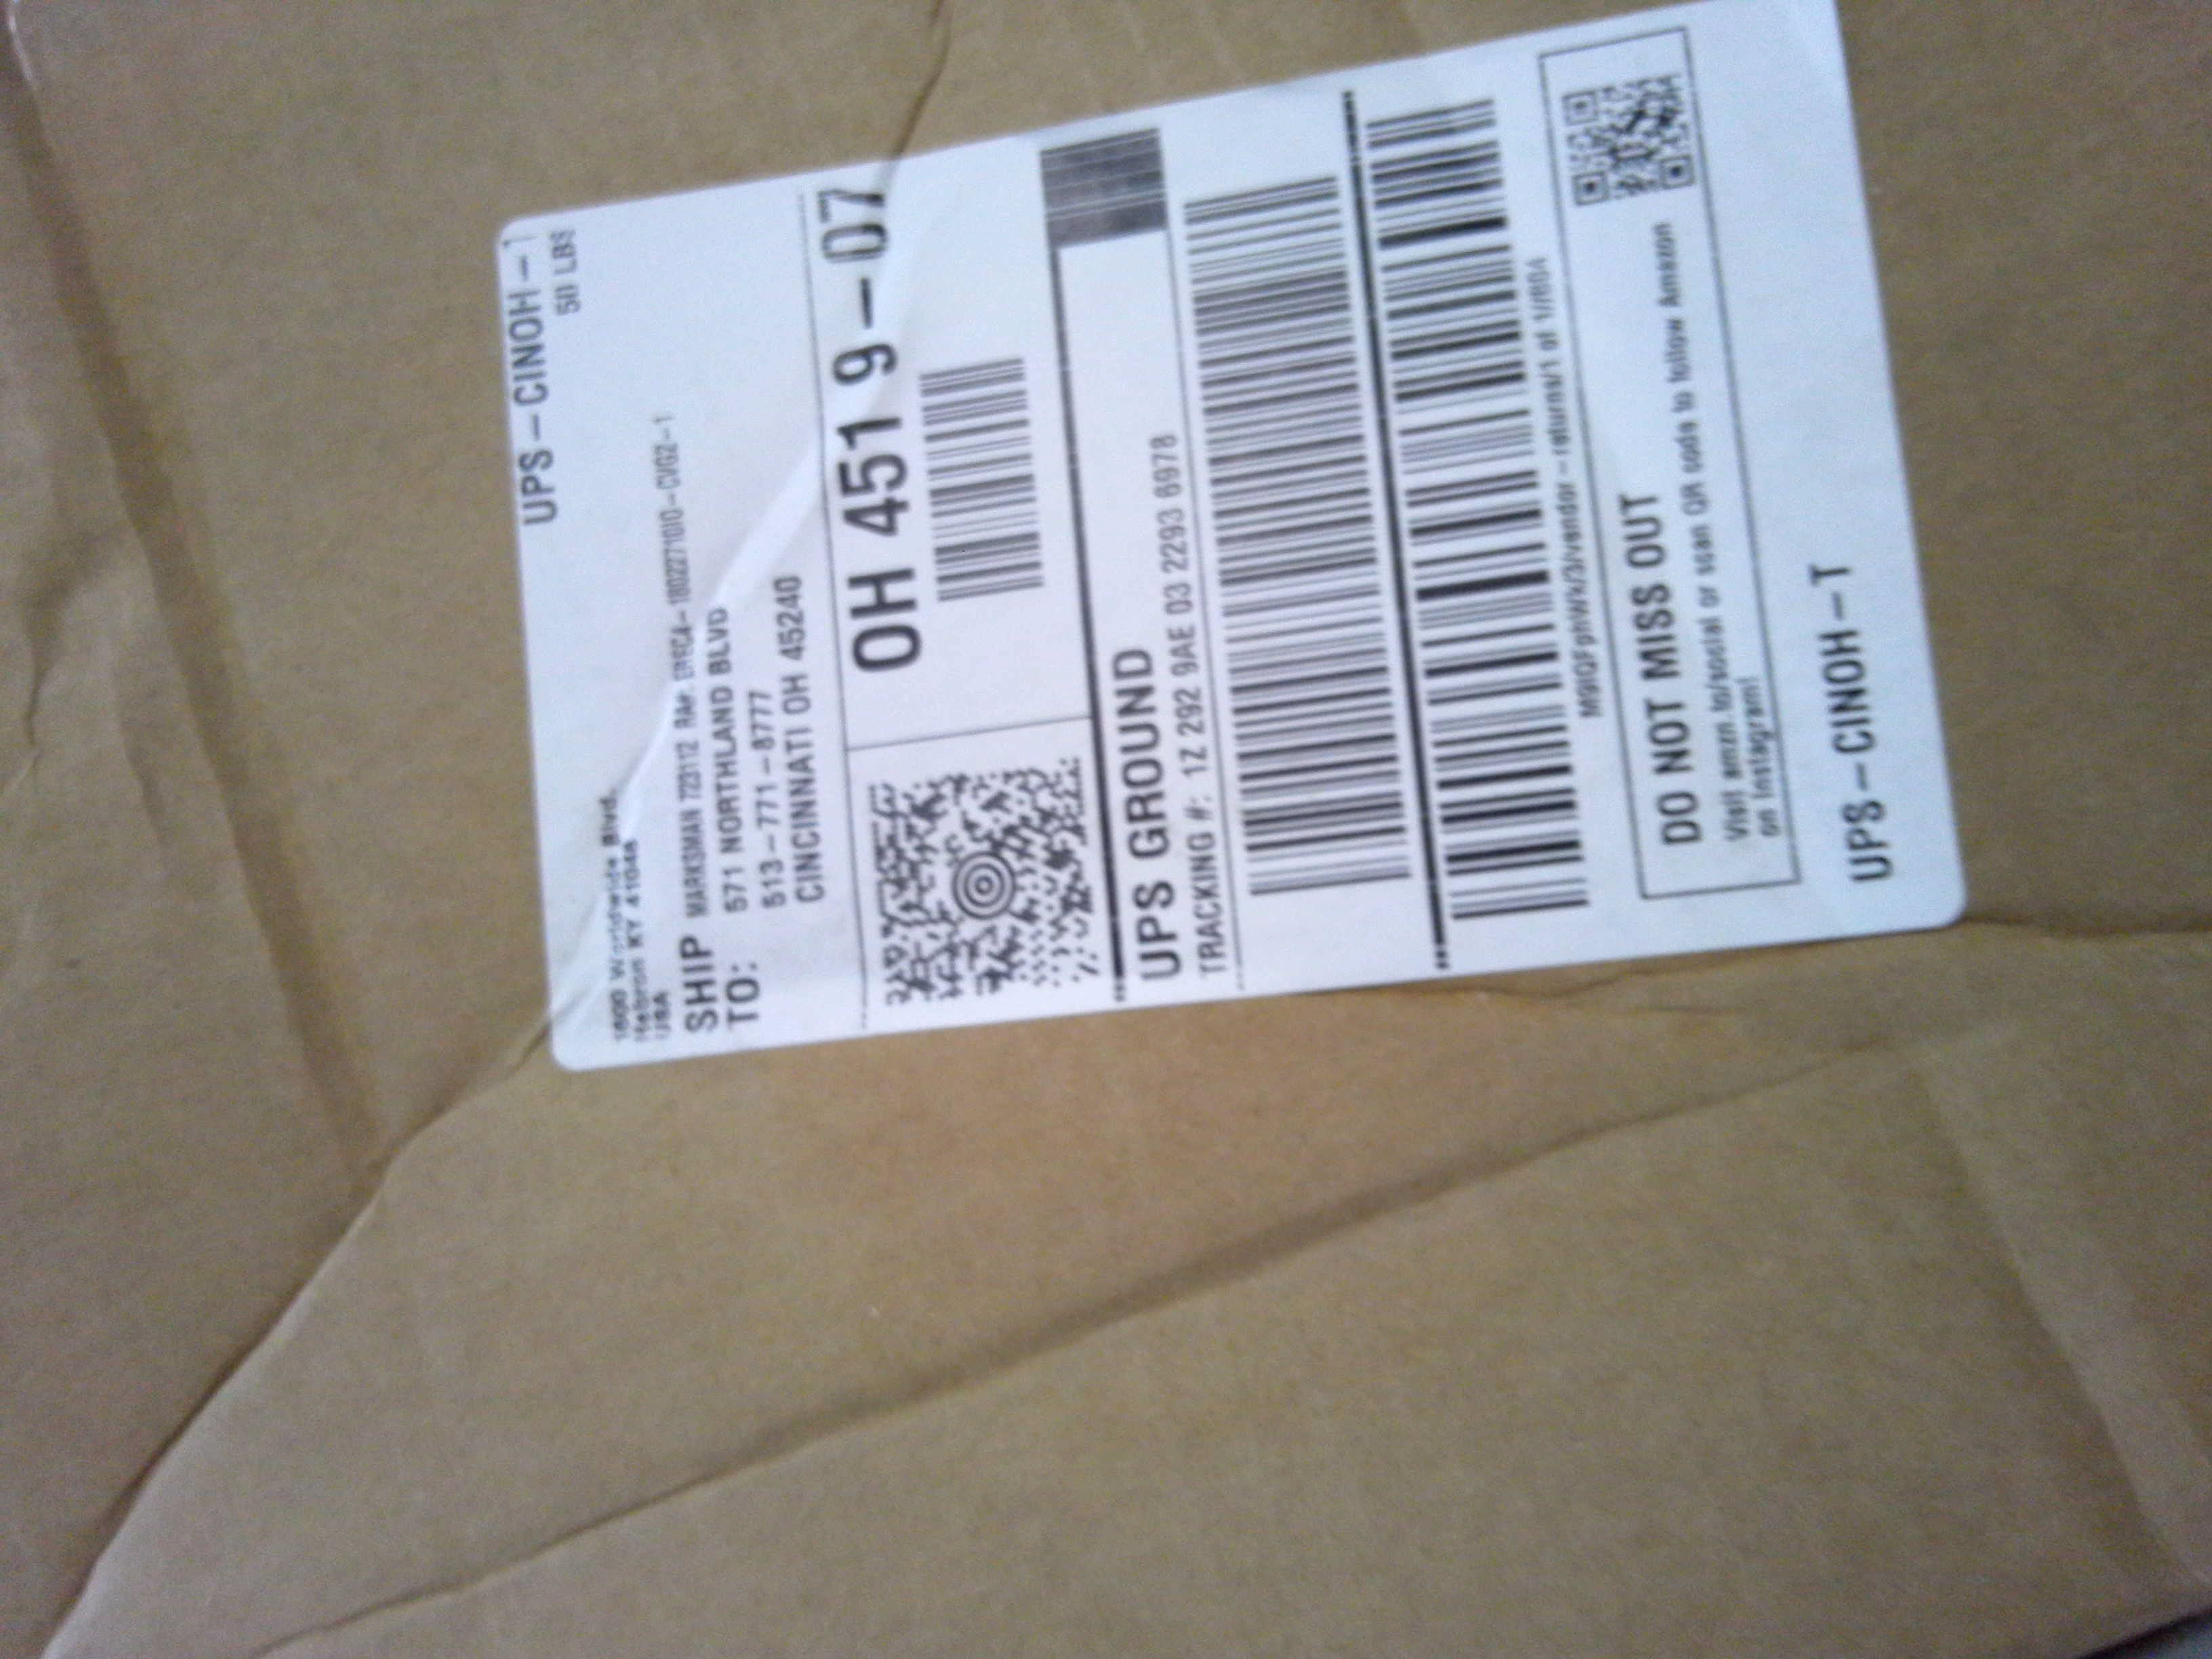 UPS-CINOH-T
50 LBS
1600 Worldwide Blvd.
Hebron KY 41048
USA
SHIP TO:
MARKSMAN 723112
571 NORTHLAND BLVD
513-771-8777
CINCINNATI OH 45240
OH 451 9-07
UPS GROUND
TRACKING #: 1Z 292 9AE 03 2293 6978
DO NOT MISS OUT
Visit amzn.to/social or scan QR code to follow Amazon
on Instagram!
UPS-CINOH-T